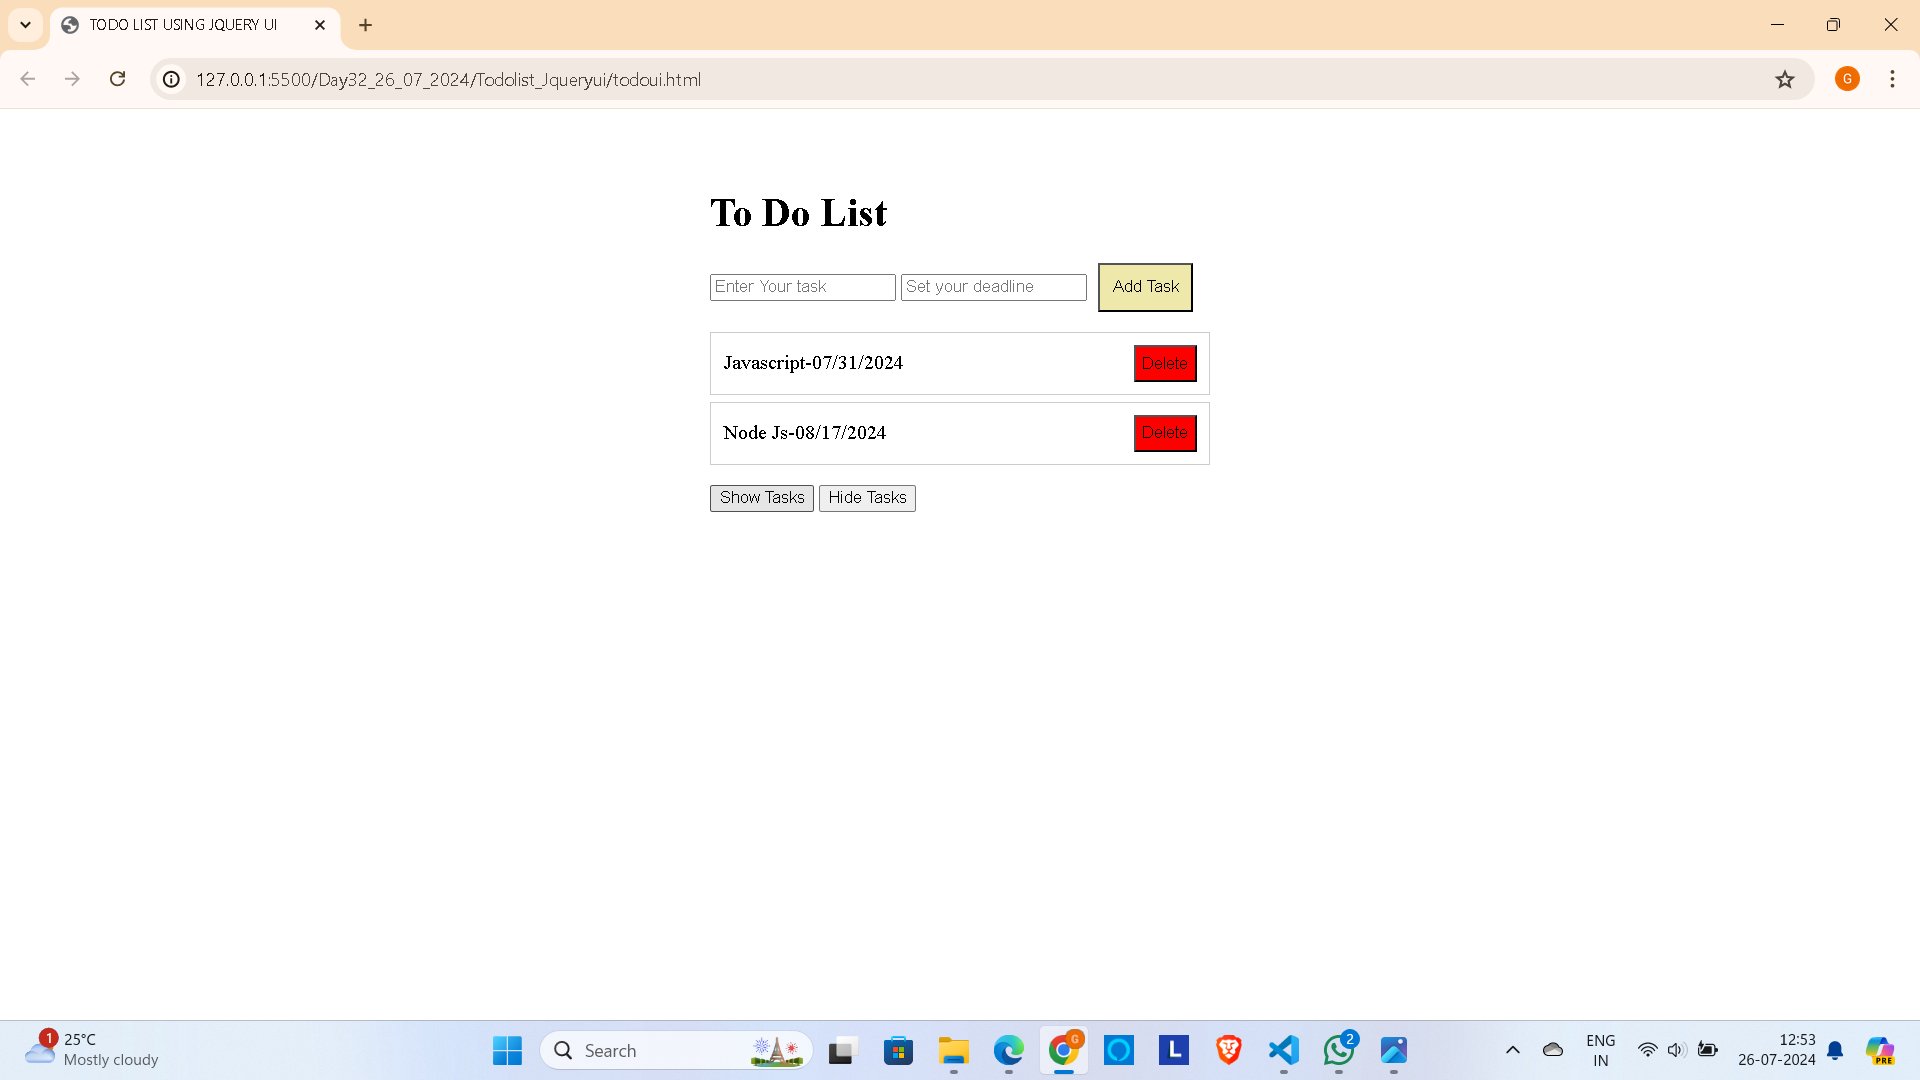 TODO LIST USING JQUERY UI
127.0.0.1:5500/Day32_26_07_2024/Todolist_Jqueryui/todoui.html
G
To Do List
Enter Your task Set your deadline Add Task
Javascript-07/31/2024 Delete
Node Js-08/17/2024 Delete
Show Tasks Hide Tasks
1 25°C
Mostly cloudy
Search
G
L
2
ENG
IN
12:53
26-07-2024
PRE